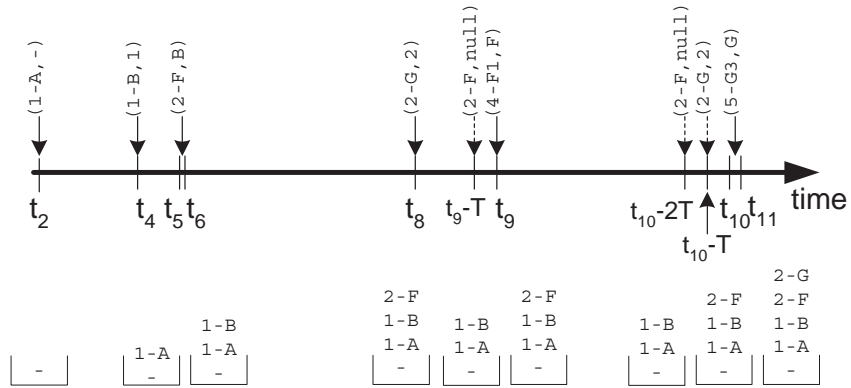 (1-A,-)
(1-B,1)
(2-F,B)
(2-G,2)
(2-F,null)
(4-F1,F)
(2-F,null)
(2-G,2)
(5-G3,G)
time
t2
t4
t5
t6
t8
t9-T
t9
t10-2T
t10-T
t10
t11
-
1-A
-
1-B
1-A
-
2-F
1-B
1-A
-
1-B
1-A
-
2-F
1-B
1-A
-
1-B
1-A
-
2-F
1-B
1-A
-
2-G
2-F
1-B
1-A
-